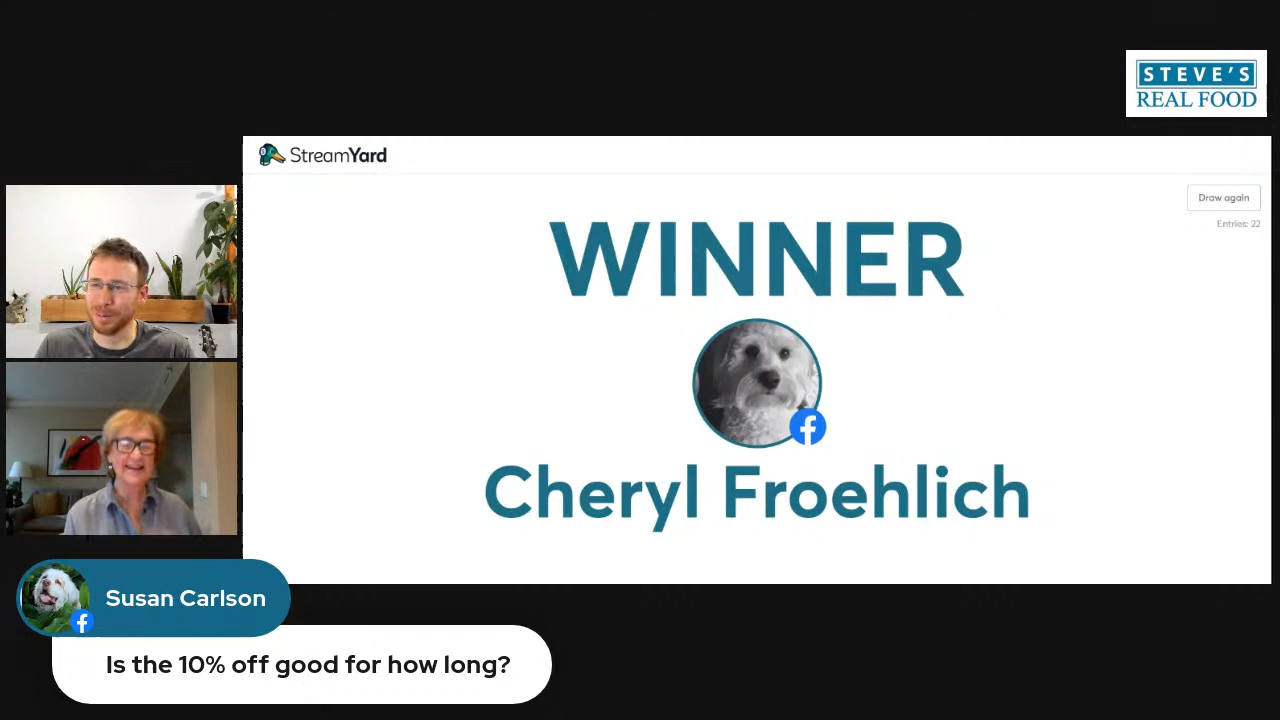 STEVE'S
REAL FOOD
StreamYard
Draw again
Entries: 22
WINNER
Cheryl Froehlich
Susan Carlson
Is the 10% off good for how long?